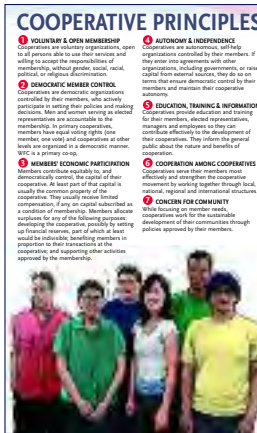 COOPERATIVE PRINCIPLES
1 VOLUNTARY & OPEN MEMBERSHIP
Cooperatives are voluntary organizations, open
to all persons able to use their services and
willing to accept the responsibilities of
membership, without gender, social, racial,
political, or religious discrimination.
2 DEMOCRATIC MEMBER CONTROL
Cooperatives are democratic organizations
controlled by their members, who actively
participate in setting their policies and making
decisions. Men and women serving as elected
representatives are accountable to the
membership. In primary cooperatives,
members have equal voting rights (one
member, one vote) and cooperatives at other
levels are organized in a democratic manner.
WFC is a primary co-op,
3 MEMBERS' ECONOMIC PARTICIPATION
Members contribute equitably to, and
democratically control, the capital of their
cooperative. At least part of that capital is
usually the common property of the
cooperative. They usually receive limited
compensation, if any, on capital subscribed as
a condition of membership. Members allocate
surpluses for any of the following purposes:
developing the cooperative, possibly by setting
up financial reserves, part of which at least
would be indivisible; benefiting members in
proportion to their transactions at the
cooperative; and supporting other activities
approved by the membership.
4 AUTONOMY & INDEPENDENCE
Cooperatives are autonomous, self-help
organizations controlled by their members. If
they enter into agreements with other
organizations, including governments, or raise
capital from external sources, they do so on
terms that ensure democratic control by their
members and maintain their cooperative
autonomy.
5 EDUCATION, TRAINING & INFORMATION
Cooperatives provide education and training
for their members, elected representatives,
managers and employees so they can
contribute effectively to the development of
their cooperatives. They inform the general
public about the nature and benefits of
cooperation.
6 COOPERATION AMONG COOPERATIVES
Cooperatives serve their members most
effectively and strengthen the cooperative
movement by working together through local,
national, regional and international structures.
7 CONCERN FOR COMMUNITY
While focusing on member needs,
cooperatives work for the sustainable
development of their communities through
policies approved by their members.